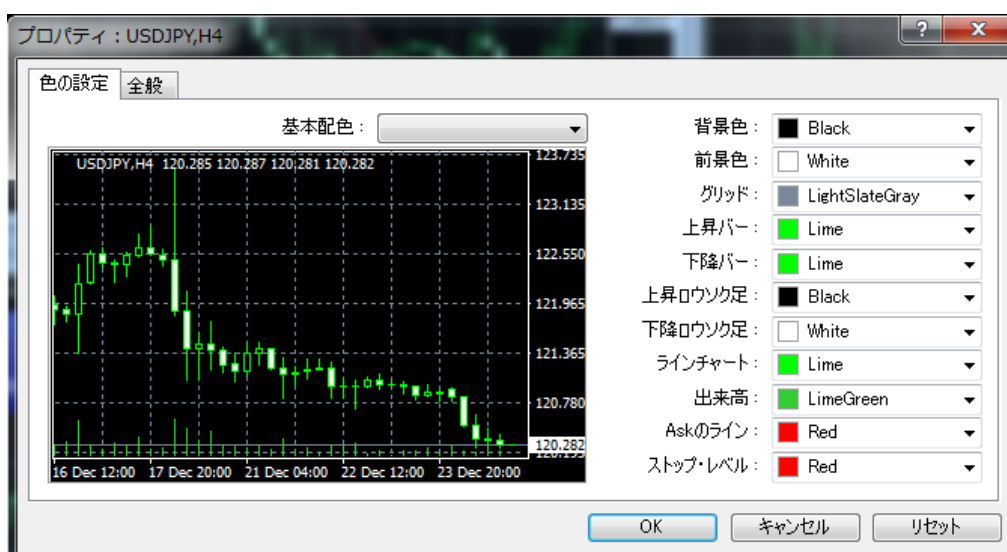 プロパティ：USDJPY,H4
?
X
色の設定 全般
基本配色：
USDJPY,H4 120.285 120.287 120.281 120.282
123.735
123.135
122.550
121.965
121.365
120.780
120.282
120.195
16 Dec 12:00 17 Dec 20:00 21 Dec 04:00 22 Dec 12:00 23 Dec 20:00
背景色： Black
前景色： White
グリッド： LightSlateGray
上昇バー： Lime
下降バー： Lime
上昇ロウソク足： Black
下降ロウソク足： White
ラインチャート： Lime
出来高： LimeGreen
Askのライン： Red
ストップ・レベル： Red
OK キャンセル リセット